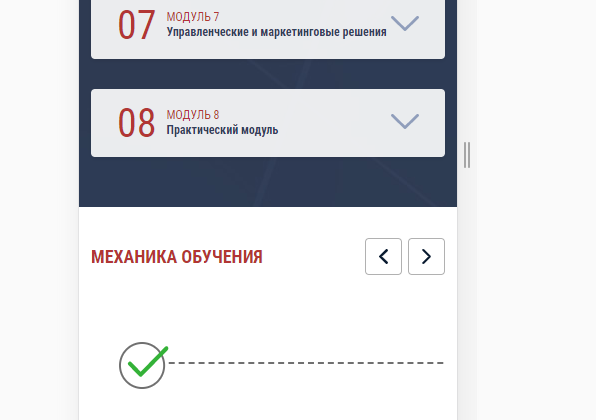 07
МОДУЛЬ 7
Управленческие и маркетинговые решения
08
МОДУЛЬ 8
Практический модуль
МЕХАНИКА ОБУЧЕНИЯ